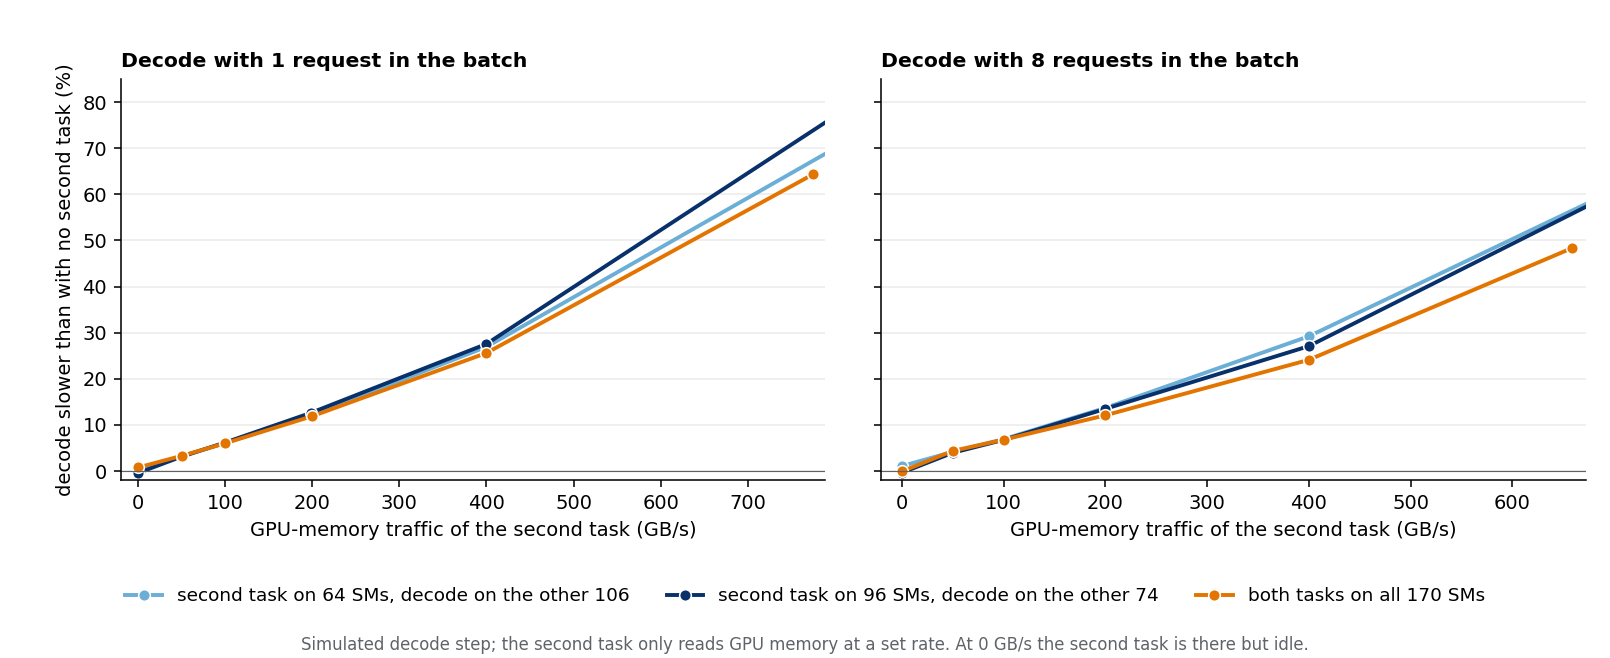 Decode with 1 request in the batch
decode slower than with no second task (%)
80
70
60
50
40
30
20
10
0
0 100 200 300 400 500 600 700
GPU-memory traffic of the second task (GB/s)
Decode with 8 requests in the batch
0 100 200 300 400 500 600
GPU-memory traffic of the second task (GB/s)
second task on 64 SMs, decode on the other 106
second task on 96 SMs, decode on the other 74
both tasks on all 170 SMs
Simulated decode step; the second task only reads GPU memory at a set rate. At 0 GB/s the second task is there but idle.